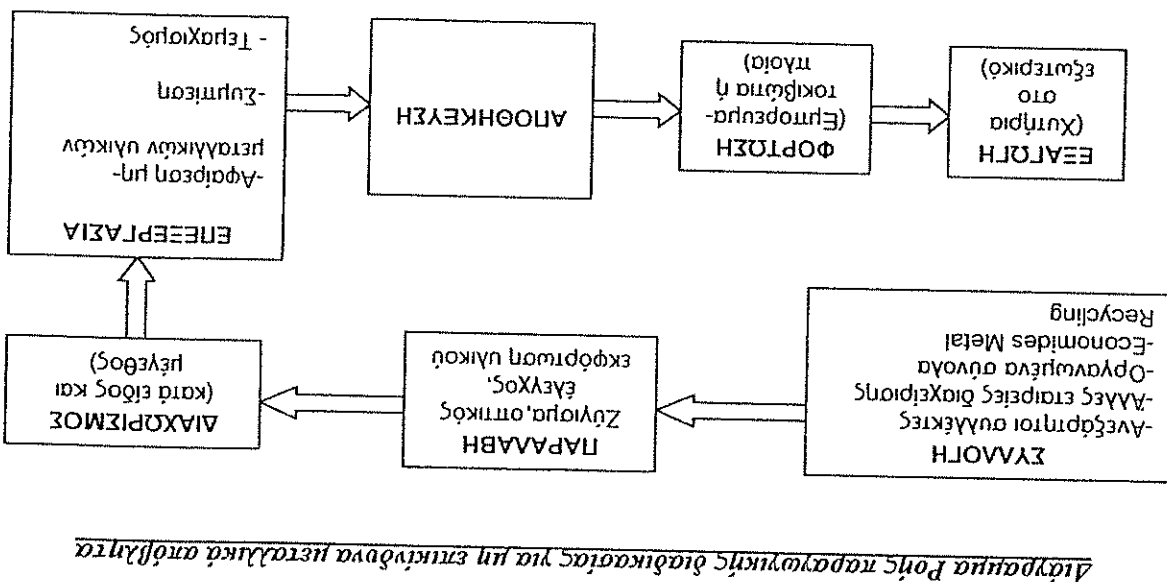 Διάγραμμα Ροής παραγωγικής διαδικασίας για μη επικίνδυνα μεταλλικά απόβλητα
ΣΥΛΛΟΓΗ
-Ανεξάρτητοι συλλέκτες
-Άλλες εταιρείες διαχείρισης
-Οργανωμένα σύνολα
-Economides Metal
Recycling
ΠΑΡΑΛΑΒΗ
Ζύγισμα, οπτικός
έλεγχος,
εκφόρτωση υλικού
ΔΙΑΧΩΡΙΣΜΟΣ
(κατά είδος και
μέγεθος)
ΕΠΕΞΕΡΓΑΣΙΑ
-Αφαίρεση μη-
μεταλλικών υλικών
-Συμπίεση
- Τεμαχισμός
ΑΠΟΘΗΚΕΥΣΗ
ΦΟΡΤΩΣΗ
(Εμπορευμα-
τοκιβώτια ή
πλοία)
ΕΞΑΓΩΓΗ
(Χυτήρια
στο
εξωτερικό)